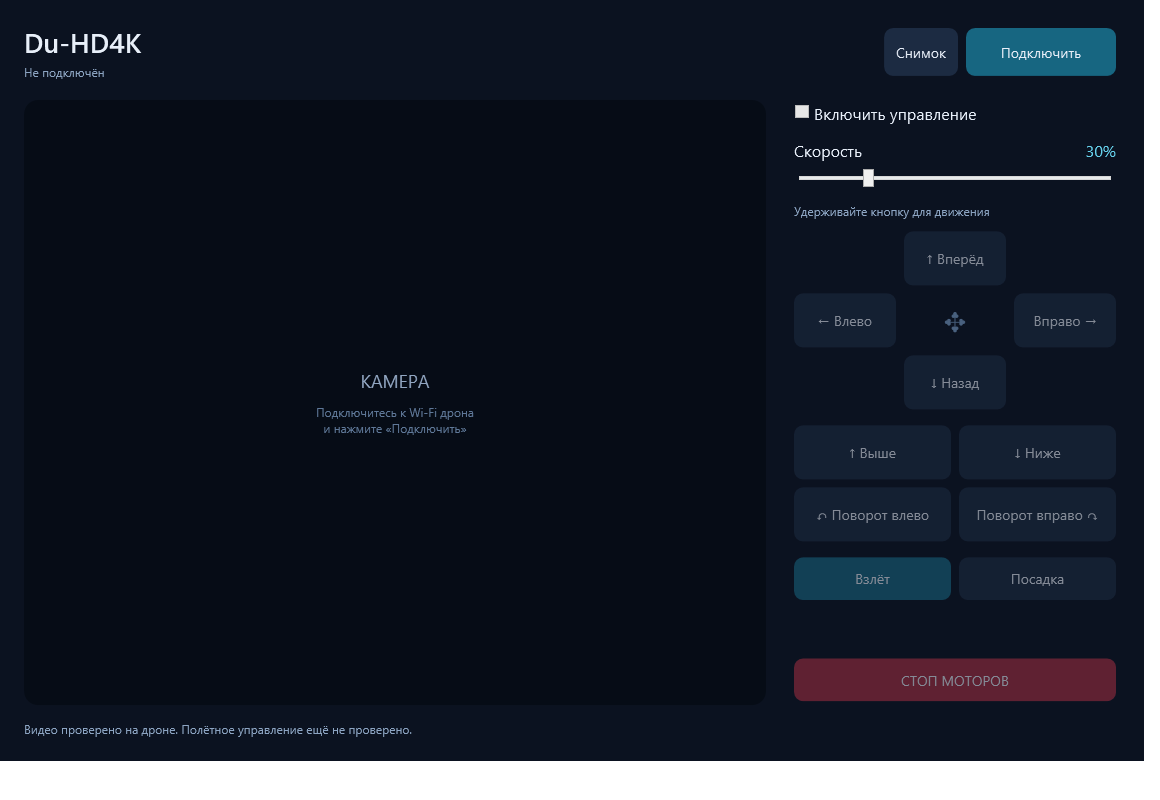 Du-HD4K
Не подключён
Снимок
Подключить
Включить управление
Скорость
30%
Удерживайте кнопку для движения
↑ Вперёд
← Влево
Вправо →
↓ Назад
КАМЕРА
Подключитесь к Wi-Fi дрона
и нажмите «Подключить»
↑ Выше
↓ Ниже
↶ Поворот влево
Поворот вправо ↷
Взлёт
Посадка
СТОП МОТОРОВ
Видео проверено на дроне. Полётное управление ещё не проверено.